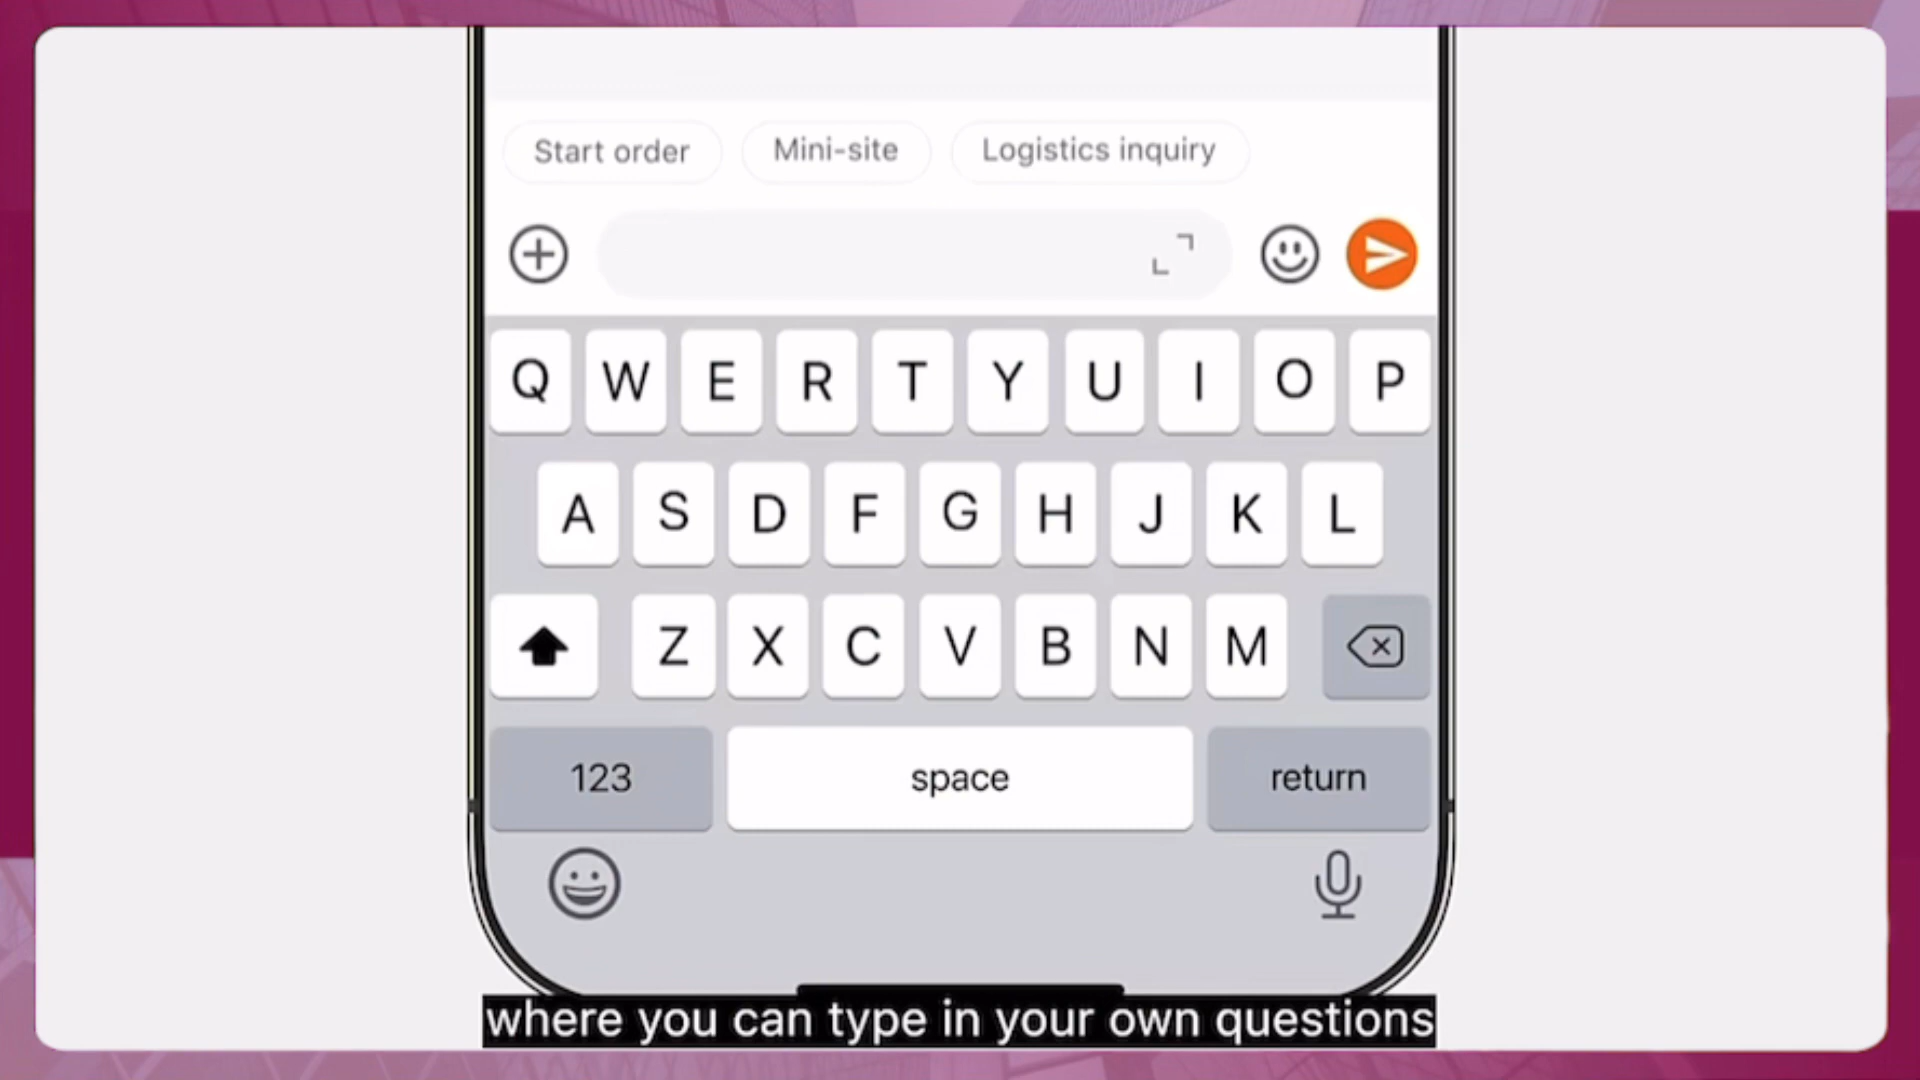 Start order Mini-site Logistics inquiry
Q W E R T Y U I O P
A S D F G H J K L
Z X C V B N M
123 space return
where you can type in your own questions